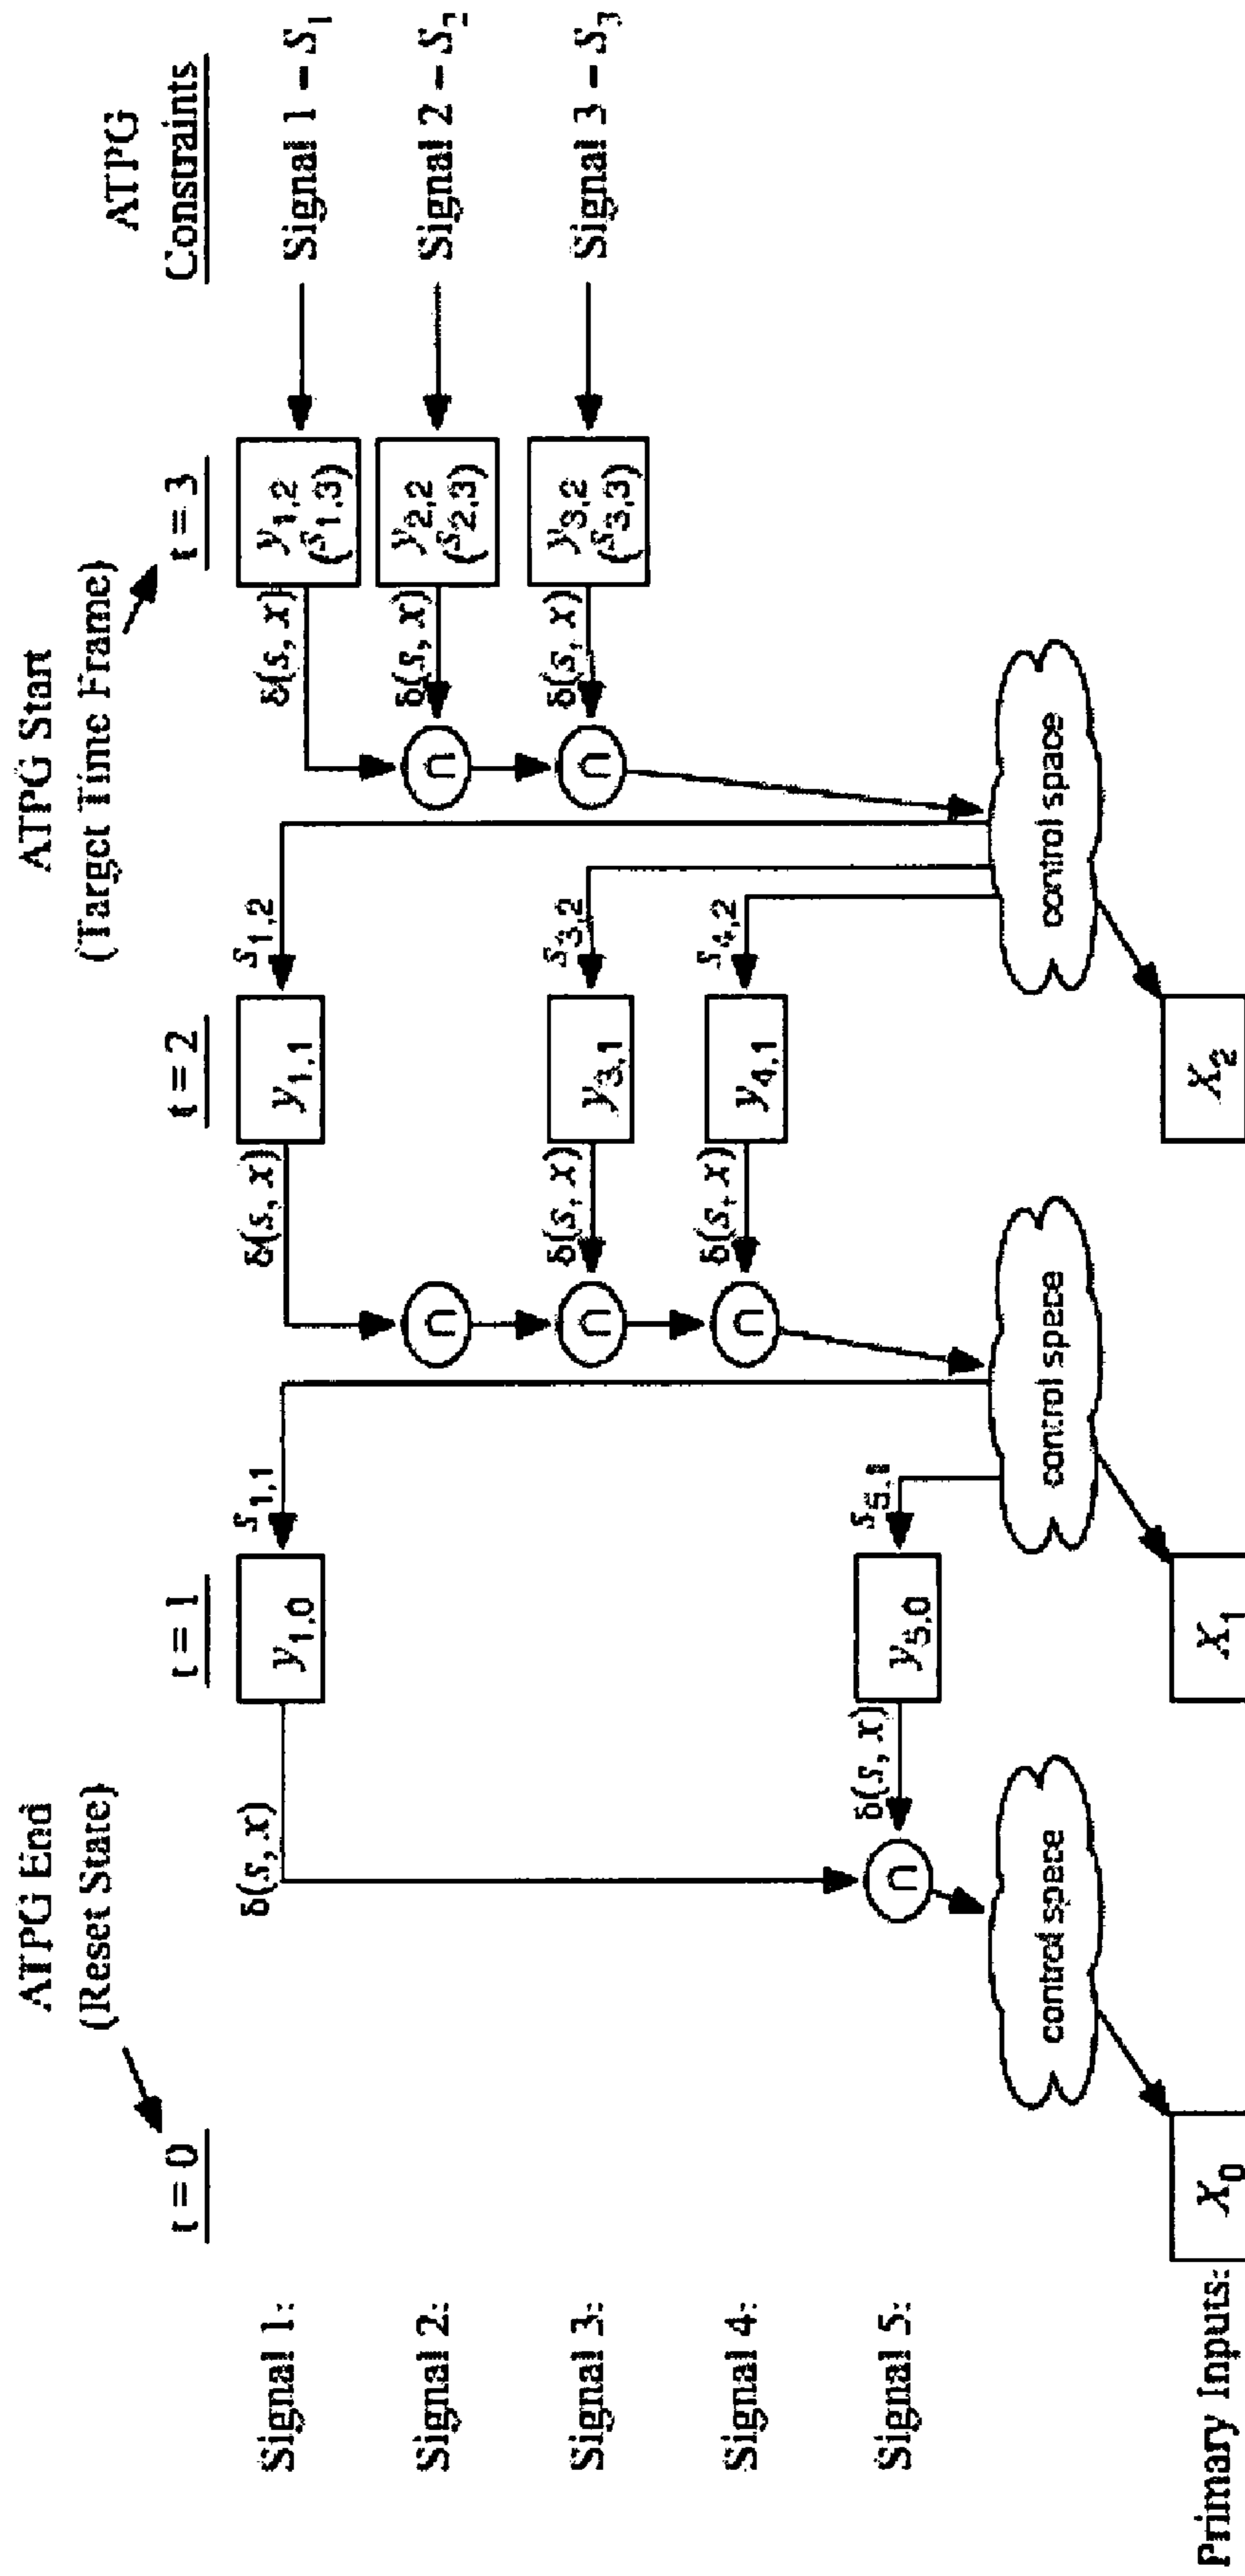 ATPG End
(Reset State)
ATPG Start
(Target Time Frame)
ATPG
Constraints
t = 0
t = 1
t = 2
t = 3
Signal 1:
δ(s, x)
y1,0
s1,1
δ(s, x)
y1,1
s1,2
δ(s, x)
y1,2
(s1,3)
Signal 1 – S1
Signal 2:
∩
∩
δ(s, x)
y2,2
(s2,3)
Signal 2 – S2
Signal 3:
∩
δ(s, x)
y3,1
s3,2
∩
δ(s, x)
y3,2
(s3,3)
Signal 3 – S3
Signal 4:
∩
δ(s, x)
y4,1
s4,2
Signal 5:
∩
δ(s, x)
y5,0
s5,1
control space
control space
control space
Primary Inputs:
X0
X1
X2